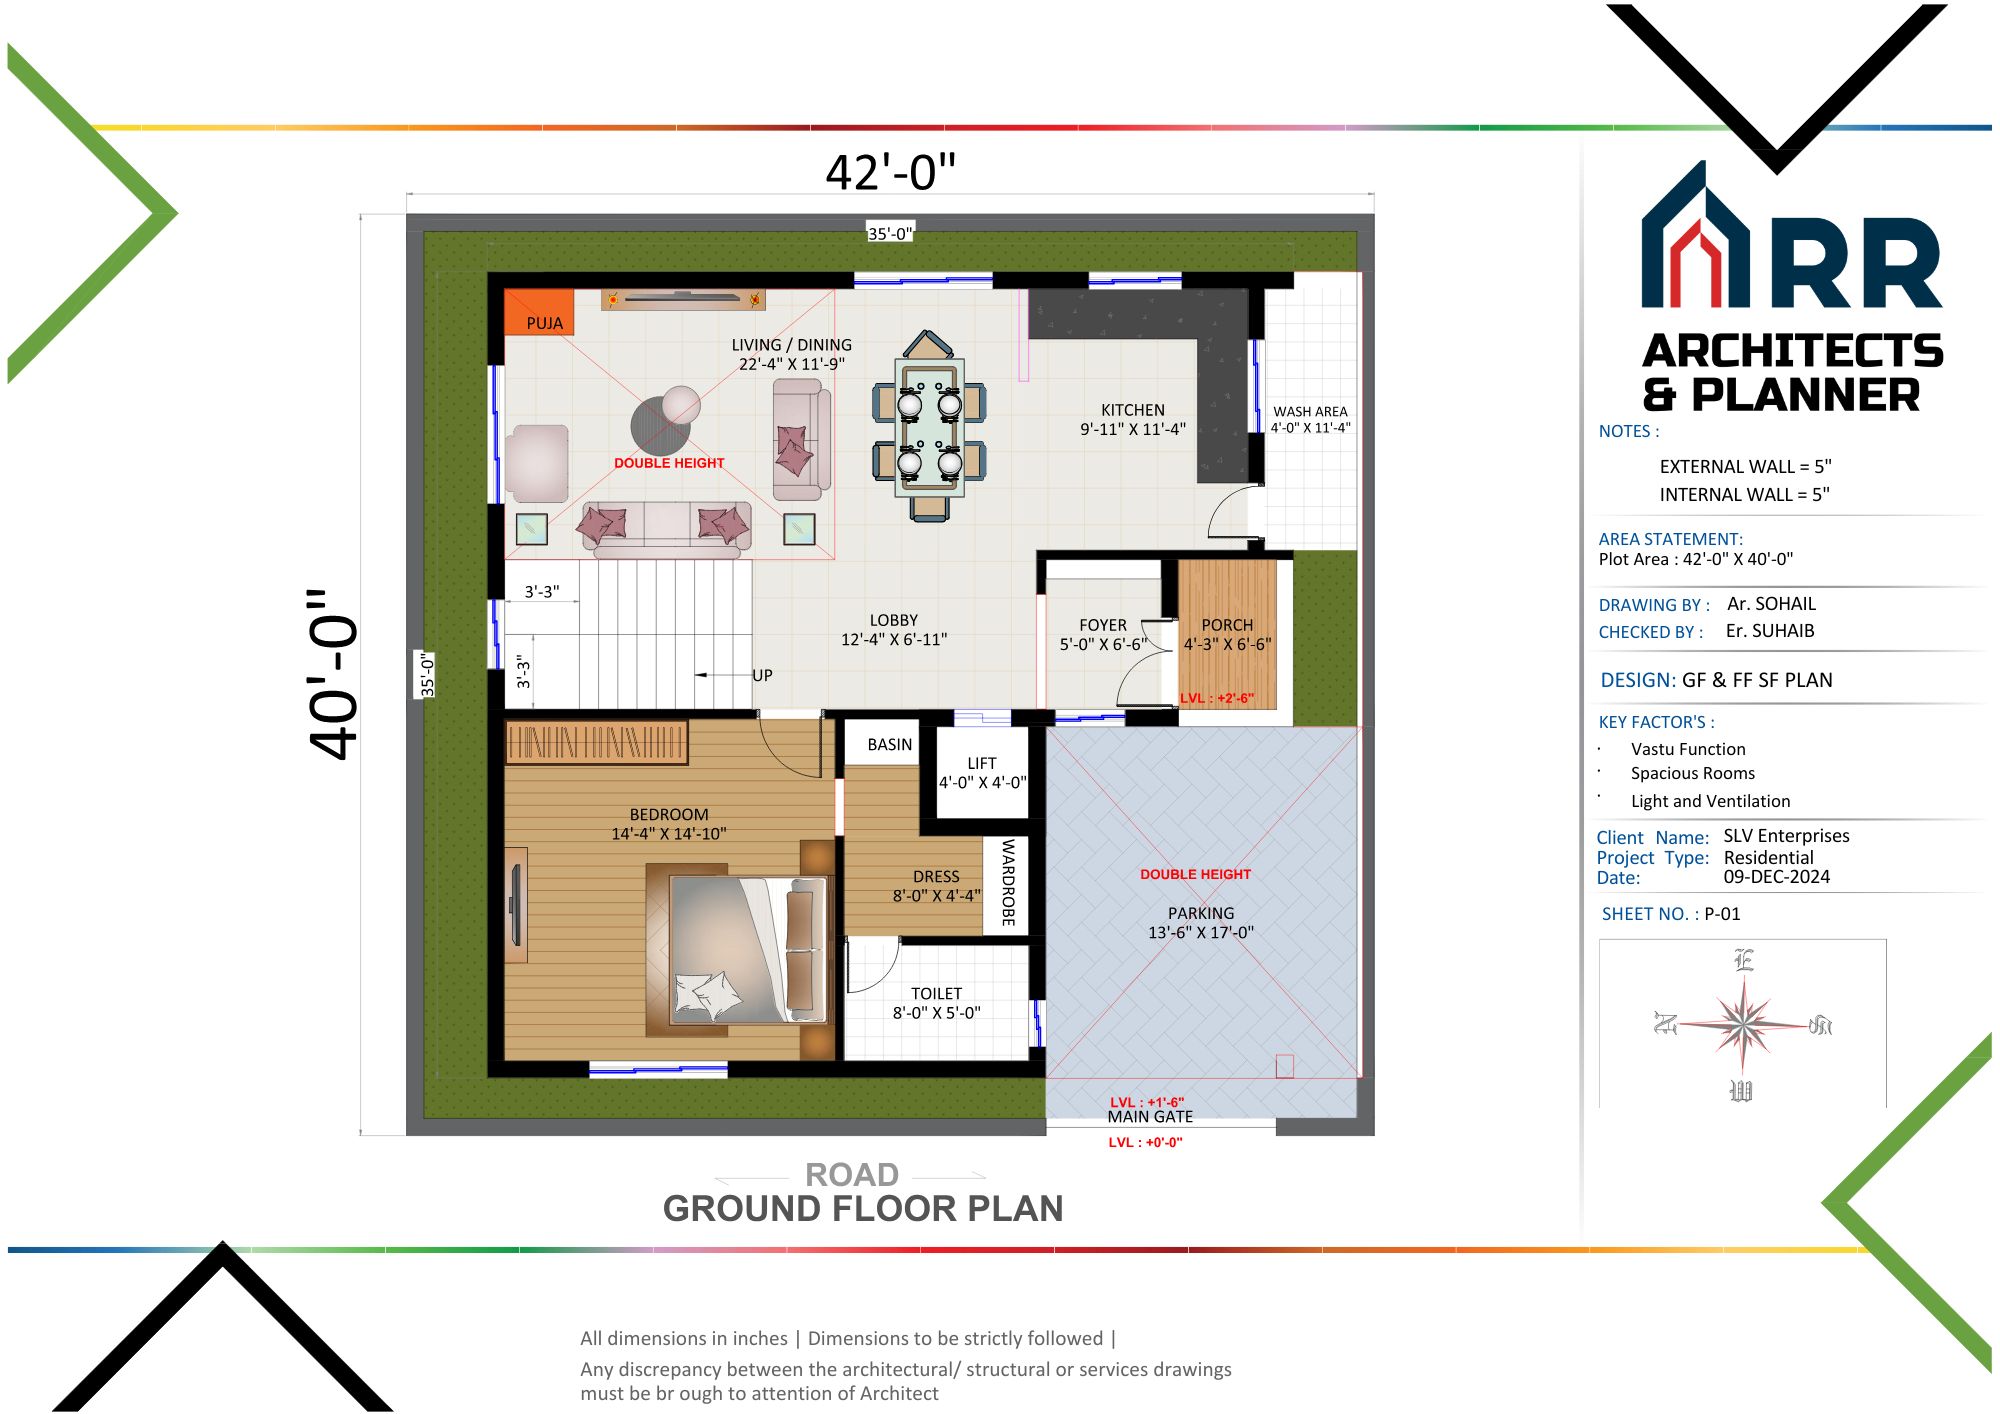 42'-0"
35'-0"
40'-0"
35'-0"
PUJA
LIVING / DINING
22'-4" X 11'-9"
DOUBLE HEIGHT
KITCHEN
9'-11" X 11'-4"
WASH AREA
4'-0" X 11'-4"
3'-3"
3'-3"
UP
LOBBY
12'-4" X 6'-11"
FOYER
5'-0" X 6'-6"
PORCH
4'-3" X 6'-6"
LVL : +2'-6"
BASIN
LIFT
4'-0" X 4'-0"
BEDROOM
14'-4" X 14'-10"
DRESS
8'-0" X 4'-4"
WARDROBE
DOUBLE HEIGHT
PARKING
13'-6" X 17'-0"
TOILET
8'-0" X 5'-0"
LVL : +1'-6"
MAIN GATE
LVL : +0'-0"
ROAD
GROUND FLOOR PLAN
All dimensions in inches | Dimensions to be strictly followed |
Any discrepancy between the architectural/ structural or services drawings
must be br ough to attention of Architect
ARR
ARCHITECTS
& PLANNER
NOTES :
EXTERNAL WALL = 5"
INTERNAL WALL = 5"
AREA STATEMENT:
Plot Area : 42'-0" X 40'-0"
DRAWING BY : Ar. SOHAIL
CHECKED BY : Er. SUHAIB
DESIGN: GF & FF SF PLAN
KEY FACTOR'S :
· Vastu Function
· Spacious Rooms
· Light and Ventilation
Client Name: SLV Enterprises
Project Type: Residential
Date: 09-DEC-2024
SHEET NO. : P-01
E
N
S
W